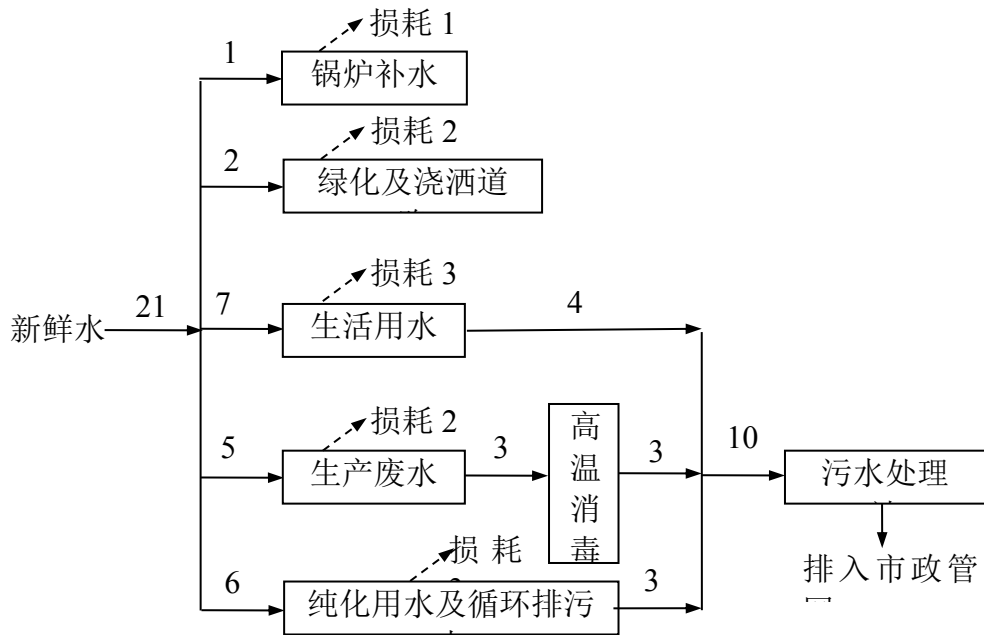 损耗 1
1
锅炉补水
损耗 2
2
绿化及浇洒道
损耗 3
新鲜水
21
7
生活用水
4
损耗 2
5
生产废水
3
高温消毒
3
10
污水处理
损耗
6
纯化用水及循环排污
3
排入市政管